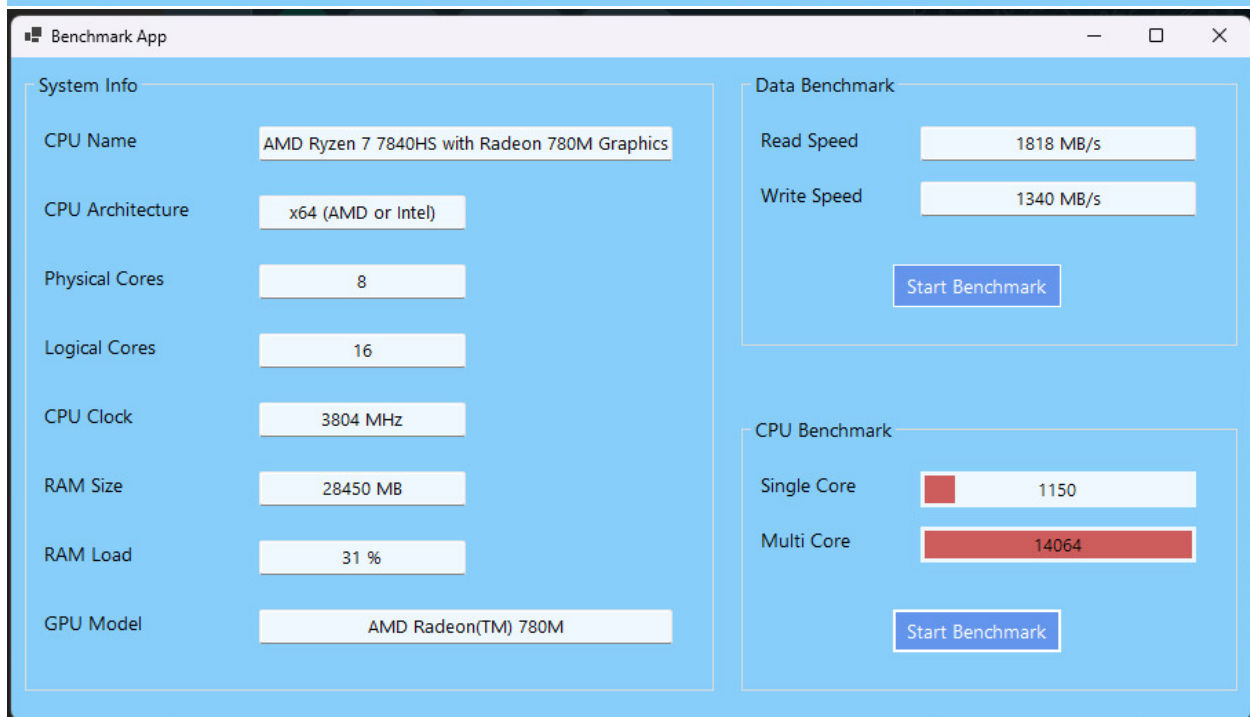 Benchmark App
System Info
CPU Name AMD Ryzen 7 7840HS with Radeon 780M Graphics
CPU Architecture x64 (AMD or Intel)
Physical Cores 8
Logical Cores 16
CPU Clock 3804 MHz
RAM Size 28450 MB
RAM Load 31 %
GPU Model AMD Radeon(TM) 780M
Data Benchmark
Read Speed 1818 MB/s
Write Speed 1340 MB/s
Start Benchmark
CPU Benchmark
Single Core 1150
Multi Core 14064
Start Benchmark